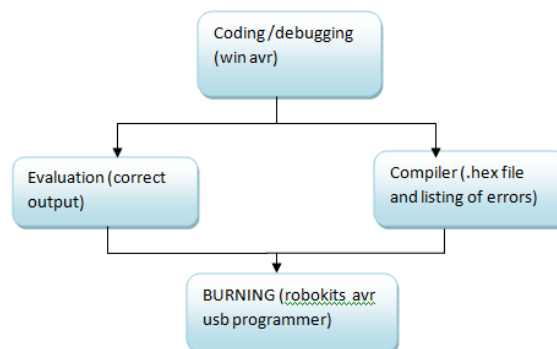 Coding/debugging
(win avr)
Evaluation (correct
output)
Compiler (.hex file
and listing of errors)
BURNING (robokits avr
usb programmer)